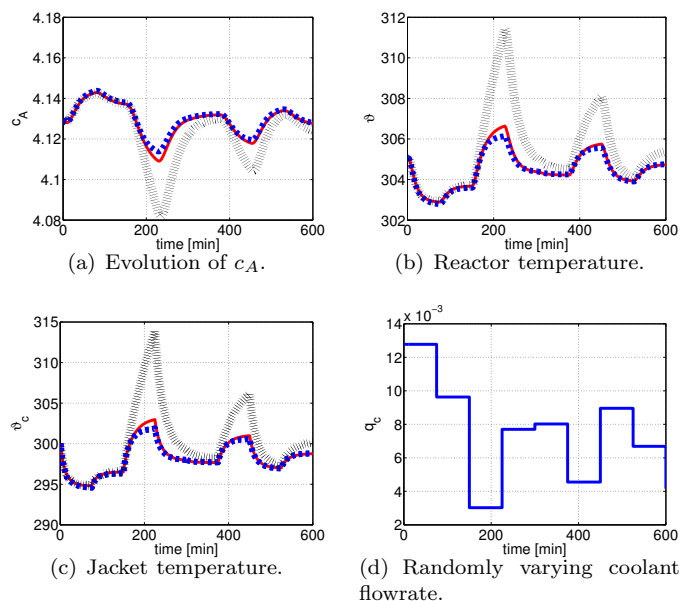 4.18
4.16
4.14
4.12
4.1
4.08
c_A
0 200 400 600
time [min]
(a) Evolution of c_A.
312
310
308
306
304
302
ϑ
0 200 400 600
time [min]
(b) Reactor temperature.
315
310
305
300
295
290
ϑ_c
0 200 400 600
time [min]
(c) Jacket temperature.
x 10⁻³
14
12
10
8
6
4
2
q_c
0 200 400 600
time [min]
(d) Randomly varying coolant
flowrate.